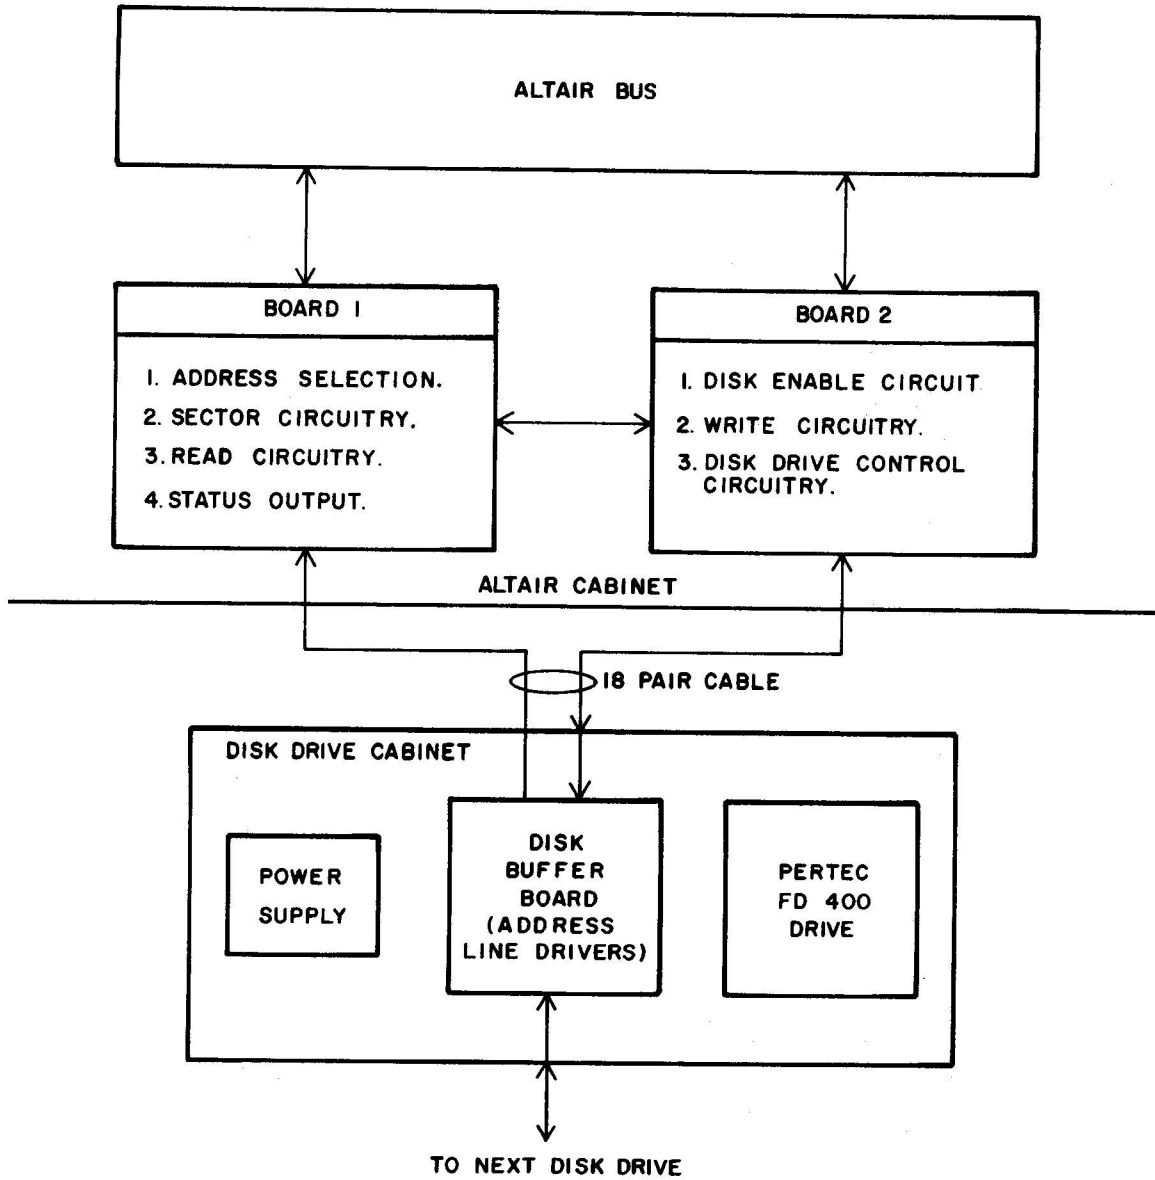 ALTAIR BUS
BOARD 1
1. ADDRESS SELECTION.
2. SECTOR CIRCUITRY.
3. READ CIRCUITRY.
4. STATUS OUTPUT.
BOARD 2
1. DISK ENABLE CIRCUIT
2. WRITE CIRCUITRY.
3. DISK DRIVE CONTROL
CIRCUITRY.
ALTAIR CABINET
18 PAIR CABLE
DISK DRIVE CABINET
POWER
SUPPLY
DISK
BUFFER
BOARD
(ADDRESS
LINE DRIVERS)
PERTEC
FD 400
DRIVE
TO NEXT DISK DRIVE